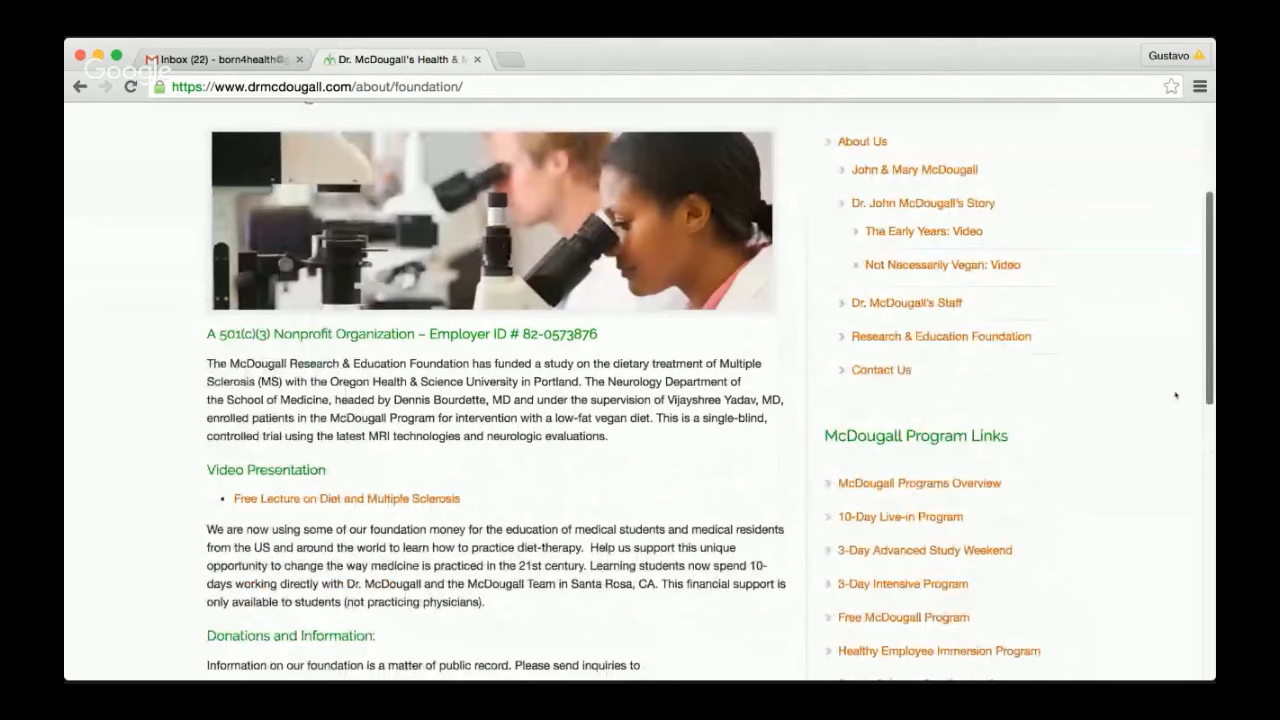 Inbox (22) - born4health@g
Dr. McDougall's Health &
Gustavo
Google
https://www.drmcdougall.com/about/foundation/
A 501(c)(3) Nonprofit Organization – Employer ID # 82-0573876
The McDougall Research & Education Foundation has funded a study on the dietary treatment of Multiple
Sclerosis (MS) with the Oregon Health & Science University in Portland. The Neurology Department of
the School of Medicine, headed by Dennis Bourdette, MD and under the supervision of Vijayshree Yadav, MD,
enrolled patients in the McDougall Program for intervention with a low-fat vegan diet. This is a single-blind,
controlled trial using the latest MRI technologies and neurologic evaluations.
Video Presentation
• Free Lecture on Diet and Multiple Sclerosis
We are now using some of our foundation money for the education of medical students and medical residents
from the US and around the world to learn how to practice diet-therapy. Help us support this unique
opportunity to change the way medicine is practiced in the 21st century. Learning students now spend 10-
days working directly with Dr. McDougall and the McDougall Team in Santa Rosa, CA. This financial support is
only available to students (not practicing physicians).
Donations and Information:
Information on our foundation is a matter of public record. Please send inquiries to
About Us
John & Mary McDougall
Dr. John McDougall's Story
The Early Years: Video
Not Necessarily Vegan: Video
Dr. McDougall's Staff
Research & Education Foundation
Contact Us
McDougall Program Links
McDougall Programs Overview
10-Day Live-in Program
3-Day Advanced Study Weekend
3-Day Intensive Program
Free McDougall Program
Healthy Employee Immersion Program